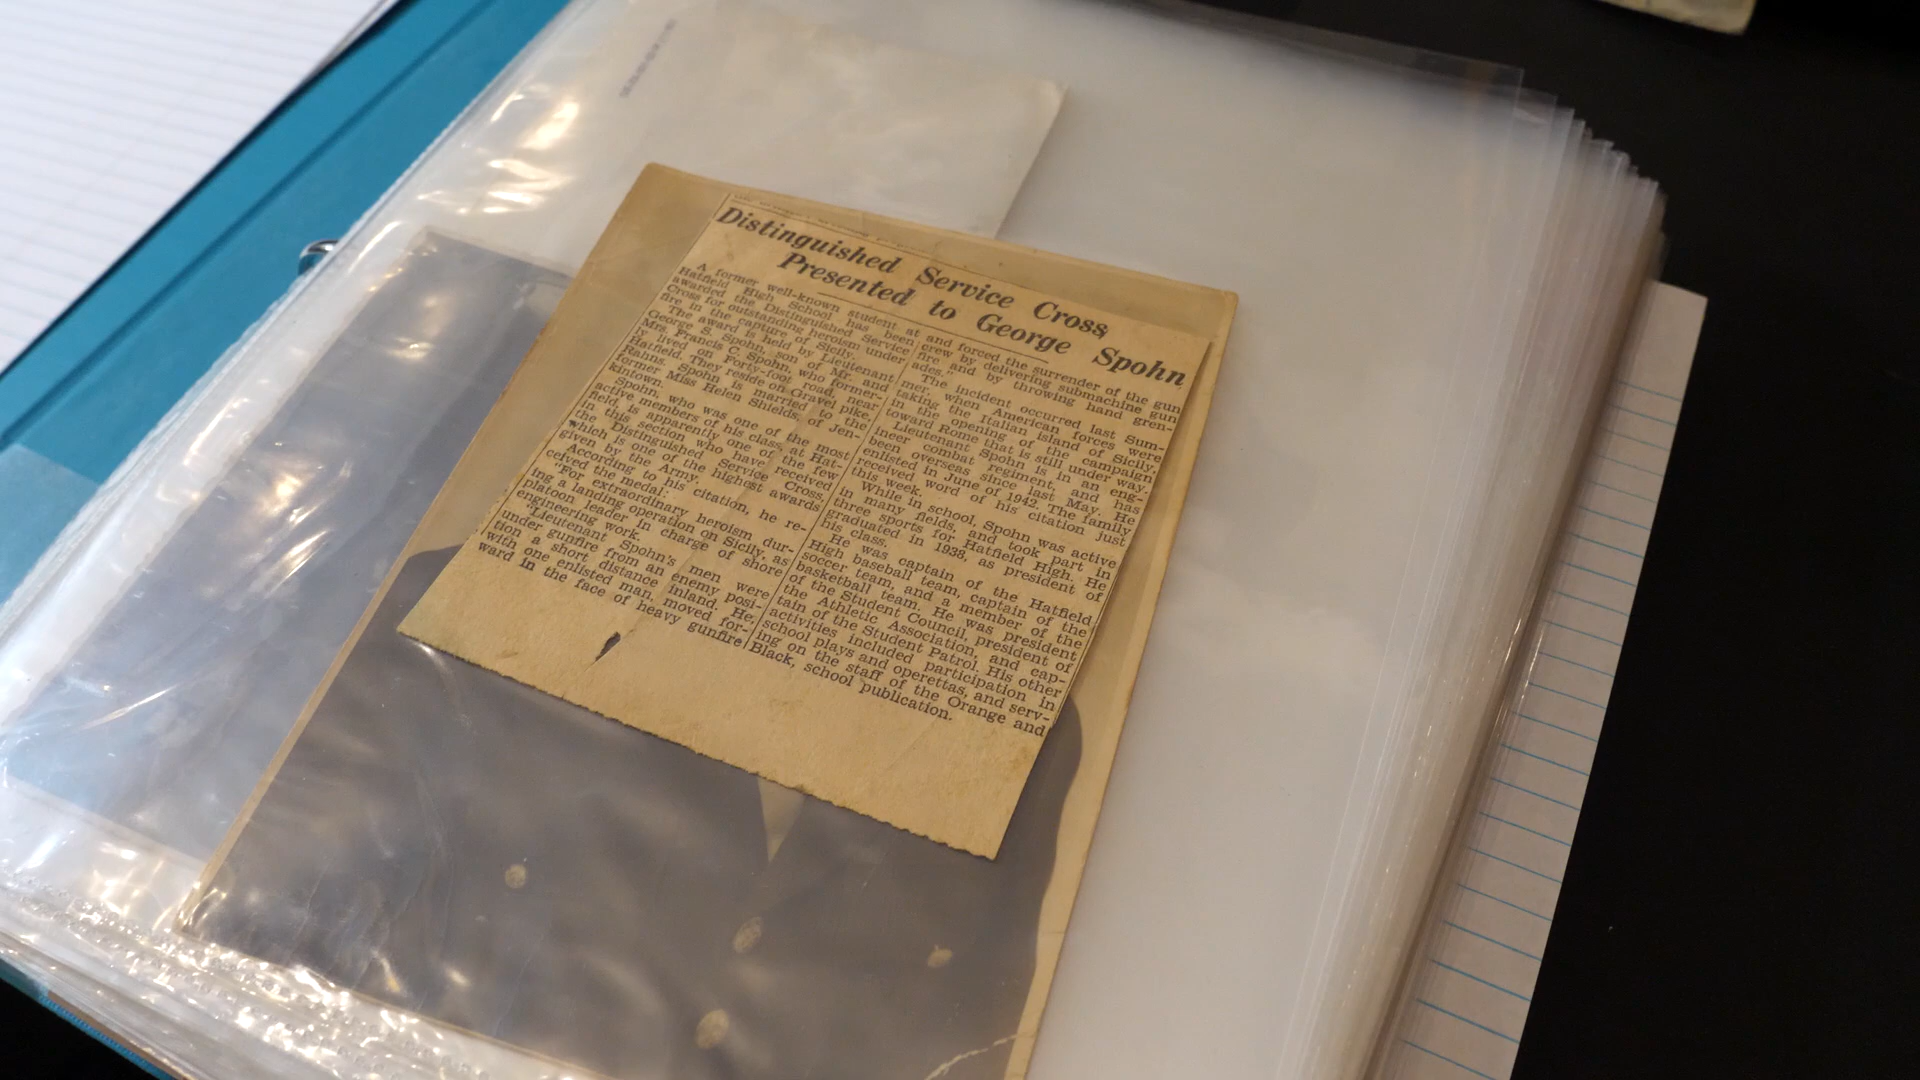 Distinguished Service Cross
Presented to George Spohn
A former well-known student at
Hatfield High School has been
awarded the Distinguished Service
Cross for outstanding heroism under
fire in the capture of Sicily.
The award is held by Lieutenant
George S. Spohn, son of Mr. and
Mrs. Francis C. Spohn, who former-
ly lived on Forty-foot road, near
Hatfield. They reside on Gravel pike,
Rahns. Spohn is married to the
former Miss Helen Shields, of Jen-
kintown.
Spohn, who was one of the most
active members of his class at Hat-
field, is apparently one of the few
in this section who have received
the Distinguished Service Cross,
which is one of the highest awards
given by the Army.
According to his citation, he re-
ceived the medal:
"For extraordinary heroism dur-
ing a landing operation on Sicily, as
platoon leader in charge of shore
engineering work.
"Lieutenant Spohn's men were
under gunfire from an enemy posi-
tion a short distance inland. He,
with one enlisted man, moved for-
ward in the face of heavy gunfire
and forced the surrender of the gun
crew by delivering submachine gun
fire and by throwing hand gren-
ades."
The incident occurred last Sum-
mer, when American forces were
taking the Italian island of Sicily,
in the opening of the campaign
toward Rome that is still under way.
Lieutenant Spohn is in an eng-
ineer combat regiment, and has
been overseas since last May. He
enlisted in June of 1942. The family
received word of his citation just
this week.
While in school, Spohn was active
in many fields, and took part in
three sports for Hatfield High. He
graduated in 1938, as president of
his class.
He was captain of the Hatfield
High baseball team, captain of the
soccer team, and a member of the
basketball team. He was president
of the Student Council, president of
the Athletic Association, and cap-
tain of the Student Patrol. His other
activities included participation in
school plays and operettas, and serv-
ing on the staff of the Orange and
Black, school publication.